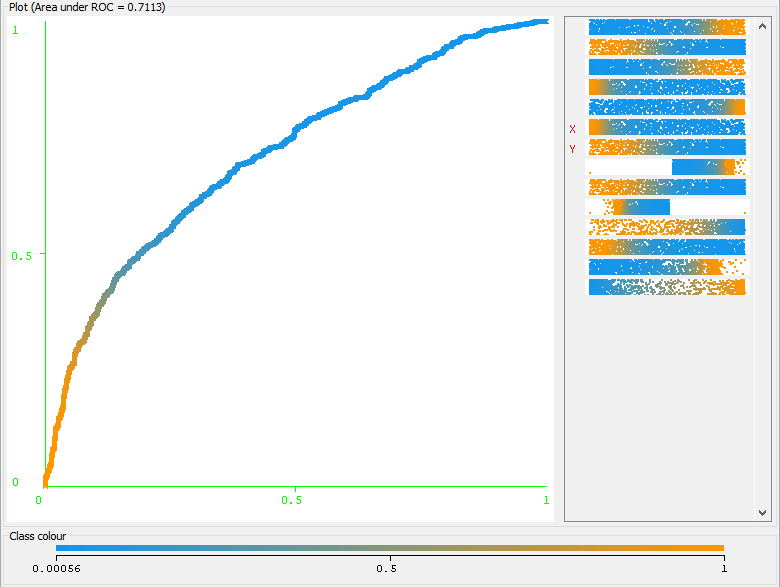 Plot (Area under ROC = 0.7113)
1
0.5
0
0 0.5 1
X
Y
Class colour
0.00056 0.5 1